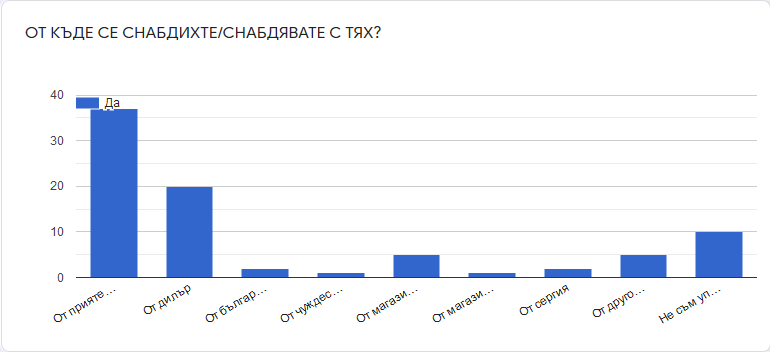 ОТ КЪДЕ СЕ СНАБДИХТЕ/СНАБДЯВАТЕ С ТЯХ?
40
Да
30
20
10
0
От прияте...
От дилър
От българ...
От чуждес...
От магази...
От магази...
От сергия
От друго...
Не съм уп...